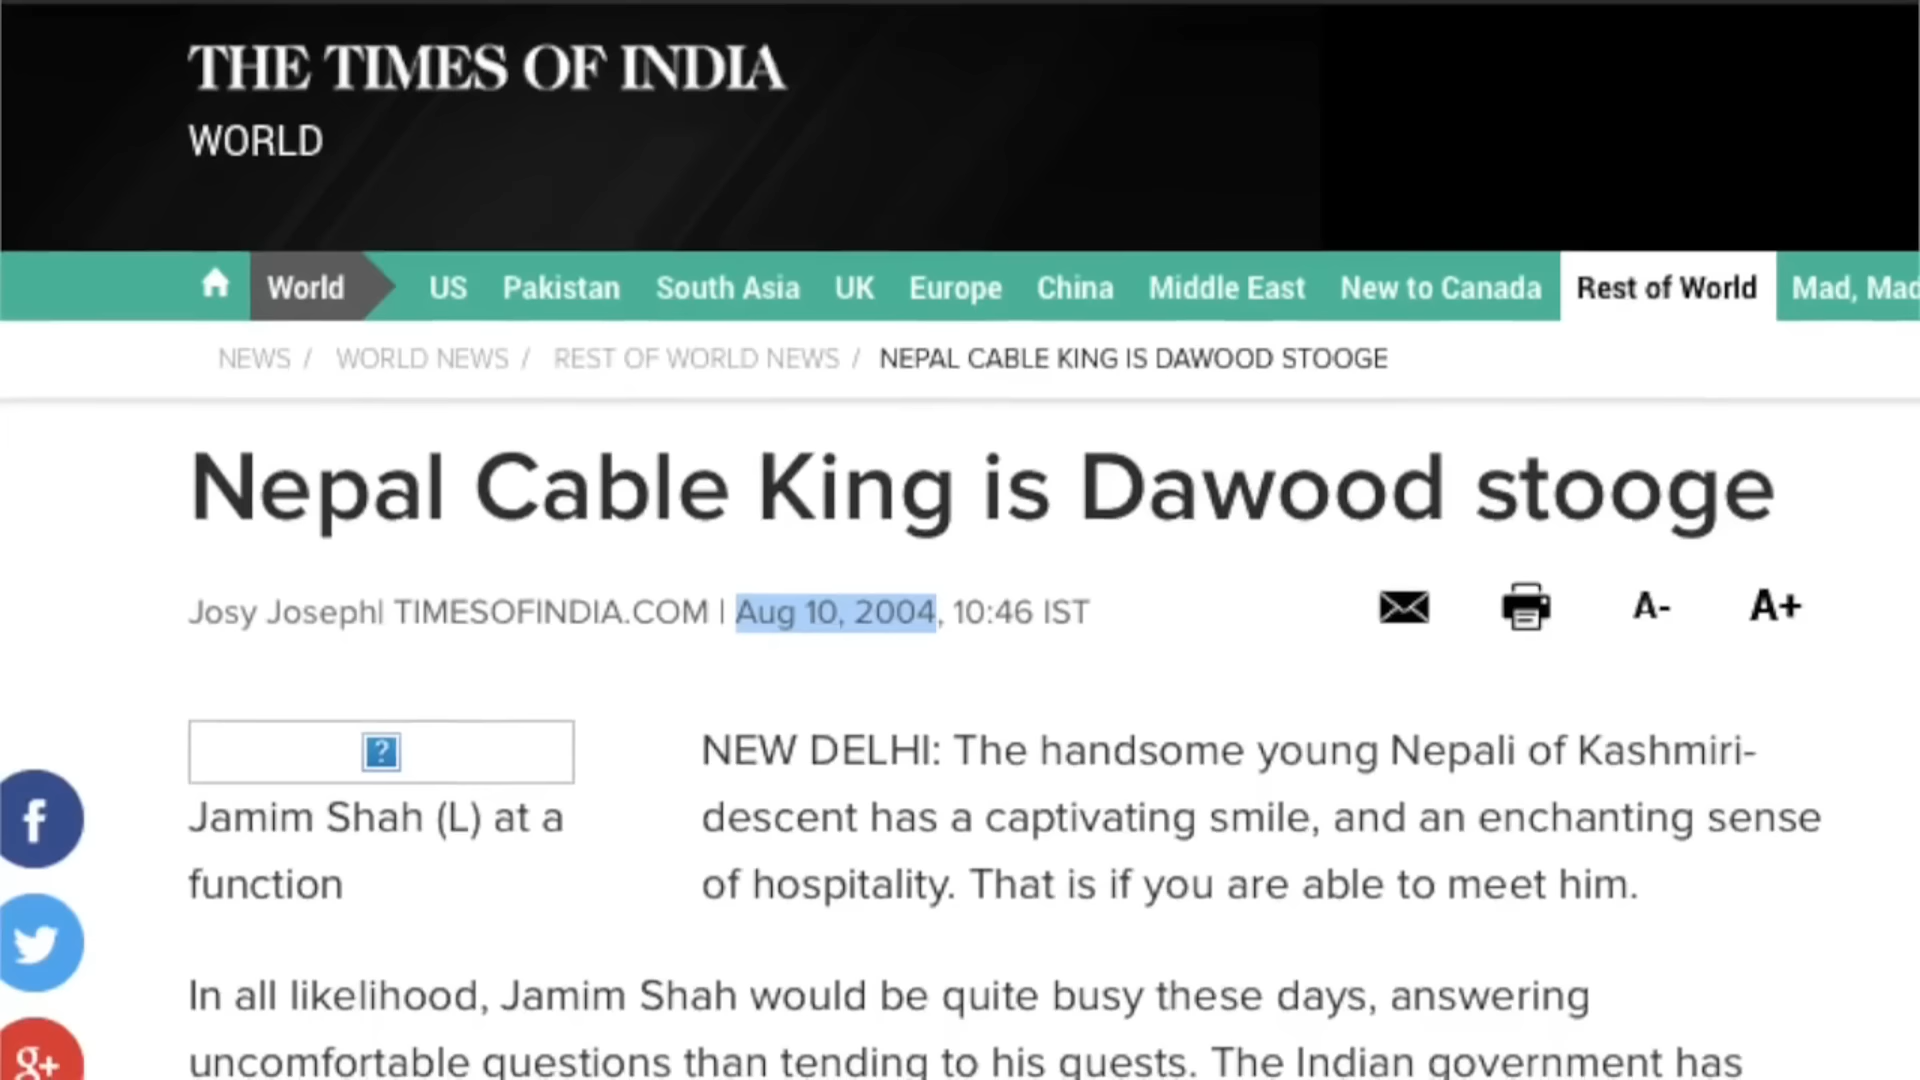 THE TIMES OF INDIA
WORLD
World US Pakistan South Asia UK Europe China Middle East New to Canada Rest of World Mad, Mad
NEWS / WORLD NEWS / REST OF WORLD NEWS / NEPAL CABLE KING IS DAWOOD STOOGE
Nepal Cable King is Dawood stooge
Josy Joseph| TIMESOFINDIA.COM | Aug 10, 2004, 10:46 IST
A- A+
?
Jamim Shah (L) at a
function
NEW DELHI: The handsome young Nepali of Kashmiri-
descent has a captivating smile, and an enchanting sense
of hospitality. That is if you are able to meet him.
f
In all likelihood, Jamim Shah would be quite busy these days, answering
uncomfortable questions than tending to his guests. The Indian government has
g+